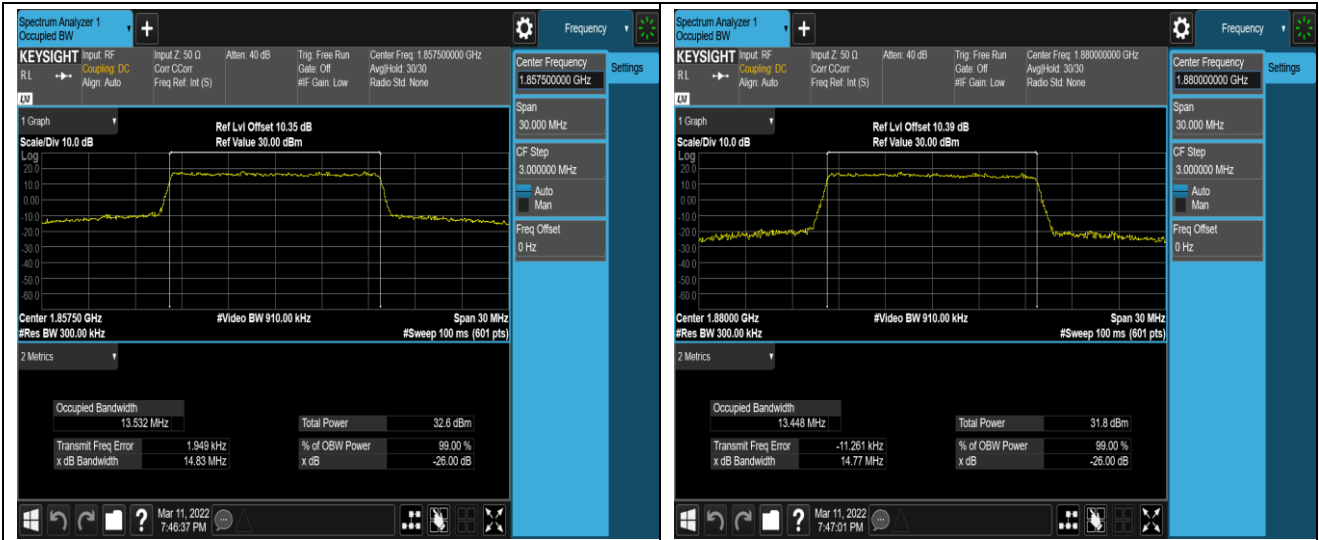 Spectrum Analyzer 1
Occupied BW
+
Frequency
KEYSIGHT Input: RF Input Z: 50 Ω Atten: 40 dB Trig: Free Run Center Freq: 1.857500000 GHz
RL Coupling: DC Corr CCorr Gate: Off Avg|Hold: 30/30
Align: Auto Freq Ref: Int (S) #IF Gain: Low Radio Std: None
LXI
Center Frequency
1.857500000 GHz
Settings
Span
30.000 MHz
CF Step
3.000000 MHz
Auto
Man
Freq Offset
0 Hz
1 Graph
Ref Lvl Offset 10.35 dB
Scale/Div 10.0 dB Ref Value 30.00 dBm
Log
20.0
10.0
0.00
-10.0
-20.0
-30.0
-40.0
-50.0
-60.0
Center 1.85750 GHz #Video BW 910.00 kHz Span 30 MHz
#Res BW 300.00 kHz #Sweep 100 ms (601 pts)
2 Metrics
Occupied Bandwidth
13.532 MHz Total Power 32.6 dBm
Transmit Freq Error 1.949 kHz % of OBW Power 99.00 %
x dB Bandwidth 14.83 MHz x dB -26.00 dB
? Mar 11, 2022
7:46:37 PM
Spectrum Analyzer 1
Occupied BW
+
Frequency
KEYSIGHT Input: RF Input Z: 50 Ω Atten: 40 dB Trig: Free Run Center Freq: 1.880000000 GHz
RL Coupling: DC Corr CCorr Gate: Off Avg|Hold: 30/30
Align: Auto Freq Ref: Int (S) #IF Gain: Low Radio Std: None
LXI
Center Frequency
1.880000000 GHz
Settings
Span
30.000 MHz
CF Step
3.000000 MHz
Auto
Man
Freq Offset
0 Hz
1 Graph
Ref Lvl Offset 10.39 dB
Scale/Div 10.0 dB Ref Value 30.00 dBm
Log
20.0
10.0
0.00
-10.0
-20.0
-30.0
-40.0
-50.0
-60.0
Center 1.88000 GHz #Video BW 910.00 kHz Span 30 MHz
#Res BW 300.00 kHz #Sweep 100 ms (601 pts)
2 Metrics
Occupied Bandwidth
13.448 MHz Total Power 31.8 dBm
Transmit Freq Error -11.261 kHz % of OBW Power 99.00 %
x dB Bandwidth 14.77 MHz x dB -26.00 dB
? Mar 11, 2022
7:47:01 PM